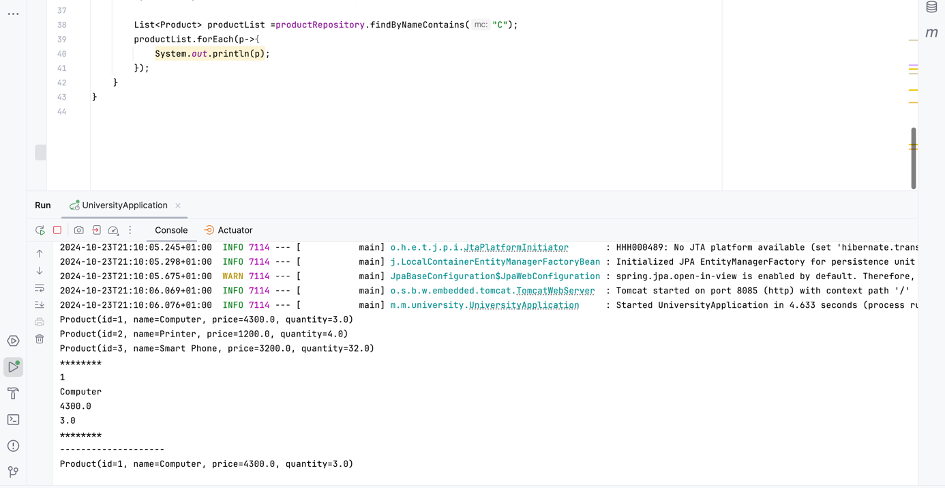 37
38 List<Product> productList =productRepository.findByNameContains( mc: "C");
39 productList.forEach(p->{
40 System.out.println(p);
41 });
42 }
43 }
44
Run UniversityApplication ×
Console Actuator
2024-10-23T21:10:05.245+01:00 INFO 7114 --- [ main] o.h.e.t.j.p.i.JtaPlatformInitiator : HHH000489: No JTA platform available (set 'hibernate.trans
2024-10-23T21:10:05.298+01:00 INFO 7114 --- [ main] j.LocalContainerEntityManagerFactoryBean : Initialized JPA EntityManagerFactory for persistence unit
2024-10-23T21:10:05.675+01:00 WARN 7114 --- [ main] JpaBaseConfiguration$JpaWebConfiguration : spring.jpa.open-in-view is enabled by default. Therefore,
2024-10-23T21:10:06.069+01:00 INFO 7114 --- [ main] o.s.b.w.embedded.tomcat.TomcatWebServer : Tomcat started on port 8085 (http) with context path '/'
2024-10-23T21:10:06.076+01:00 INFO 7114 --- [ main] m.m.university.UniversityApplication : Started UniversityApplication in 4.633 seconds (process ru
Product(id=1, name=Computer, price=4300.0, quantity=3.0)
Product(id=2, name=Printer, price=1200.0, quantity=4.0)
Product(id=3, name=Smart Phone, price=3200.0, quantity=32.0)
********
1
Computer
4300.0
3.0
********
--------------------
Product(id=1, name=Computer, price=4300.0, quantity=3.0)
m